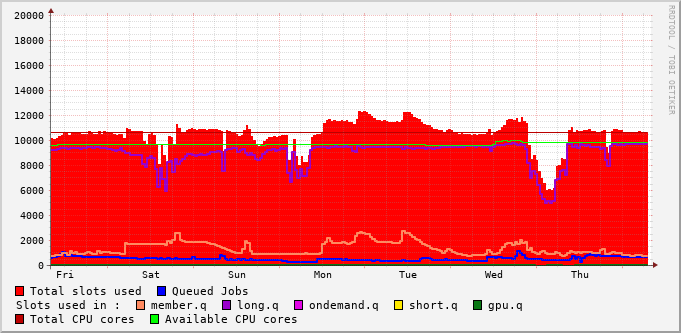 20000
18000
16000
14000
12000
10000
8000
6000
4000
2000
0
Fri Sat Sun Mon Tue Wed Thu
RRDTOOL / TOBI OETIKER
Total slots used Queued Jobs
Slots used in : member.q long.q ondemand.q short.q gpu.q
Total CPU cores Available CPU cores